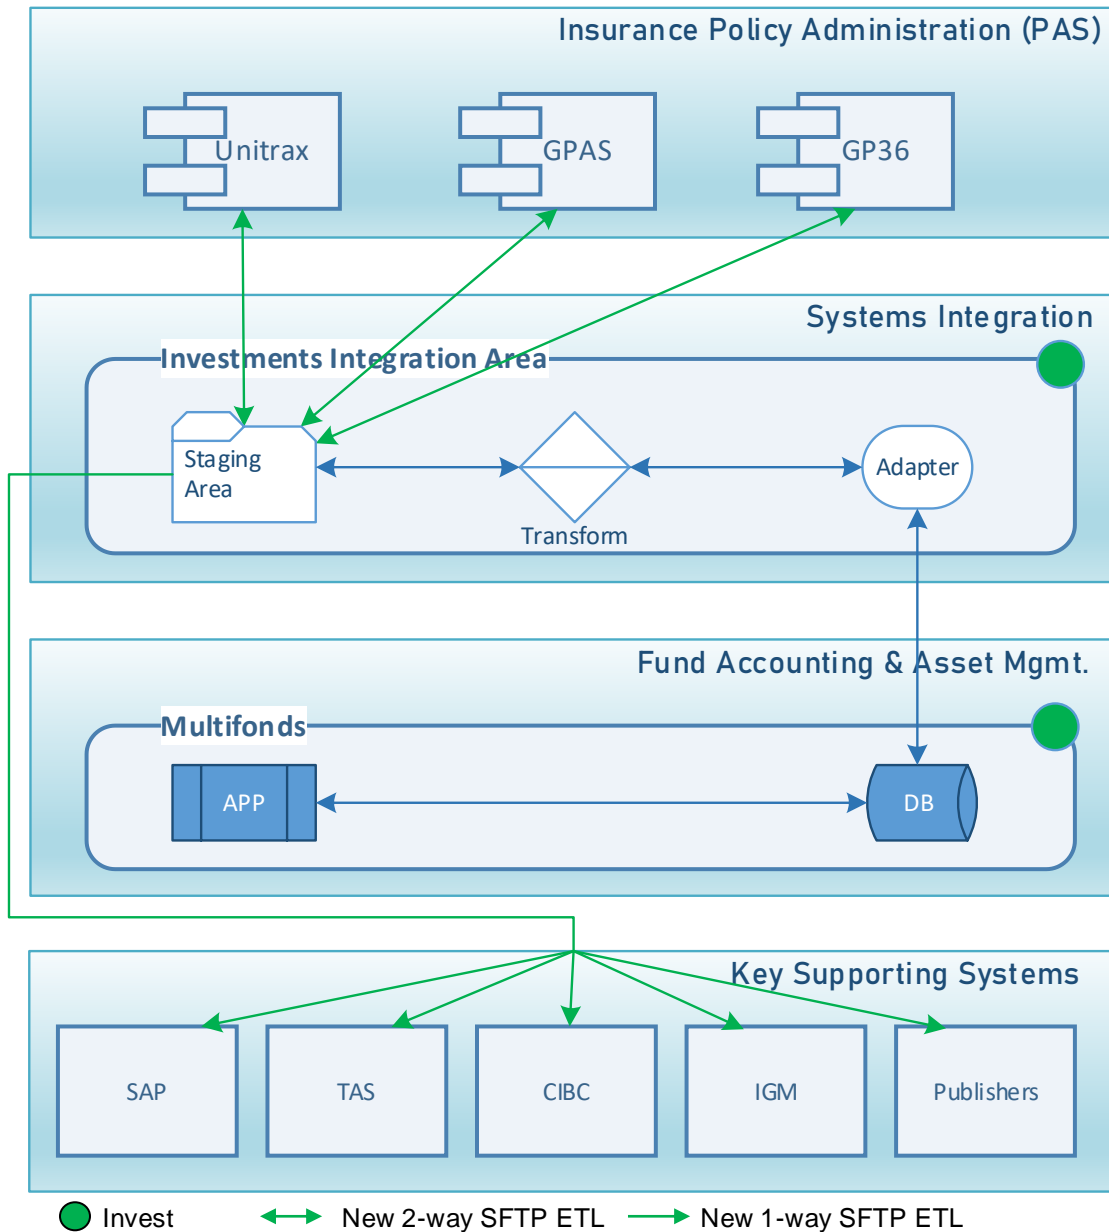 Insurance Policy Administration (PAS)
Unitrax
GPAS
GP36
Systems Integration
Investments Integration Area
Staging
Area
Transform
Adapter
Fund Accounting & Asset Mgmt.
Multifonds
APP
DB
Key Supporting Systems
SAP
TAS
CIBC
IGM
Publishers
Invest
New 2-way SFTP ETL
New 1-way SFTP ETL